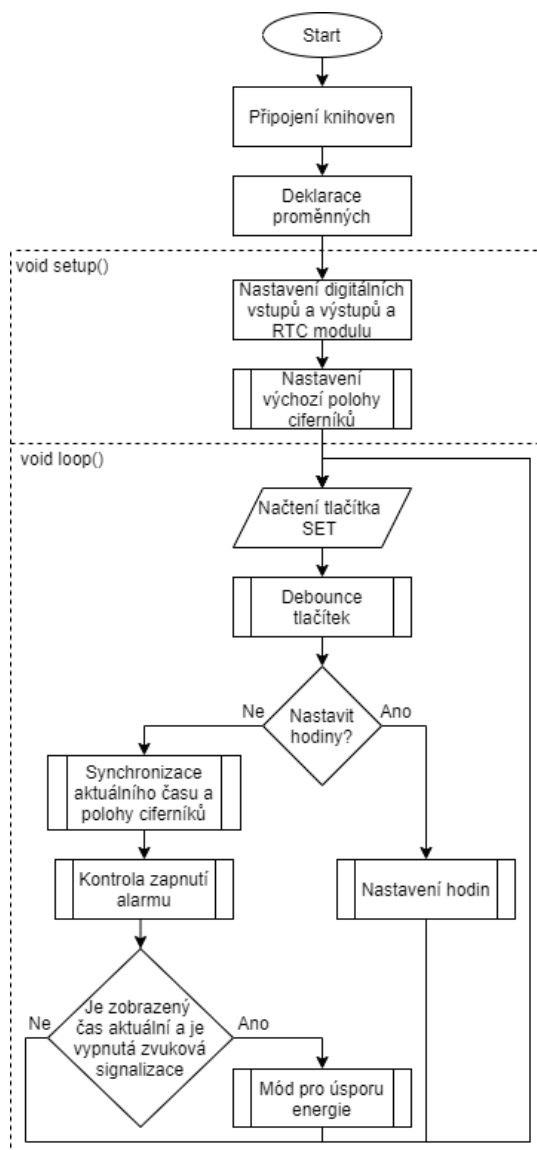 Start
Připojení knihoven
Deklarace
proměnných
void setup()
Nastavení digitálních
vstupů a výstupů a
RTC modulu
Nastavení
výchozí polohy
ciferníků
void loop()
Načtení tlačítka
SET
Debounce
tlačítek
Ne
Nastavit
hodiny?
Ano
Synchronizace
aktuálního času a
polohy ciferníků
Kontrola zapnutí
alarmu
Nastavení hodin
Ne
Je zobrazený
čas aktuální a je
vypnutá zvuková
signalizace
Ano
Mód pro úsporu
energie